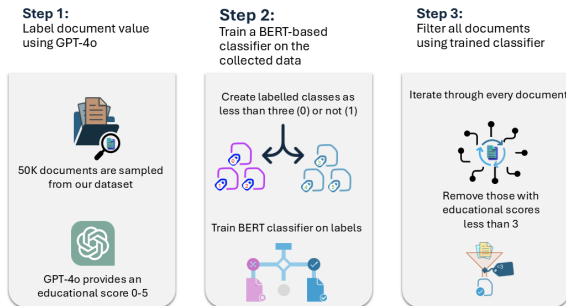 Step 1:
Label document value
using GPT-4o
50K documents are sampled
from our dataset
GPT-4o provides an
educational score 0-5
Step 2:
Train a BERT-based
classifier on the
collected data
Create labelled classes as
less than three (0) or not (1)
Train BERT classifier on labels
Step 3:
Filter all documents
using trained classifier
Iterate through every document
Remove those with
educational scores
less than 3
<3